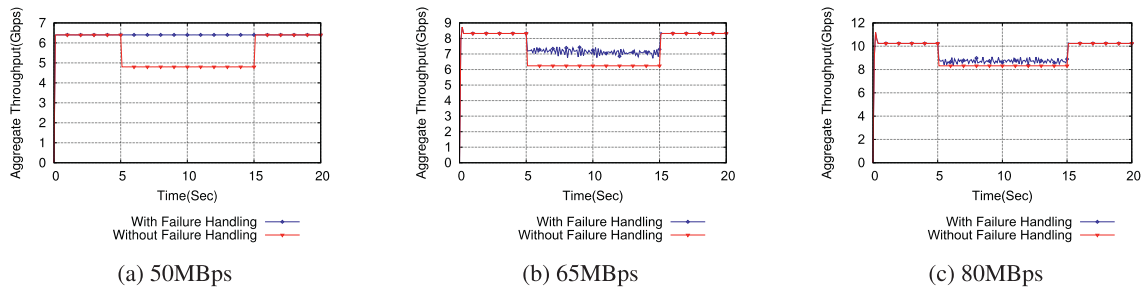 Aggregate Throughput(Gbps)
7
6
5
4
3
2
1
0
0 5 10 15 20
Time(Sec)
With Failure Handling
Without Failure Handling
(a) 50MBps
Aggregate Throughput(Gbps)
9
8
7
6
5
4
3
2
1
0
0 5 10 15 20
Time(Sec)
With Failure Handling
Without Failure Handling
(b) 65MBps
Aggregate Throughput(Gbps)
12
10
8
6
4
2
0
0 5 10 15 20
Time(Sec)
With Failure Handling
Without Failure Handling
(c) 80MBps